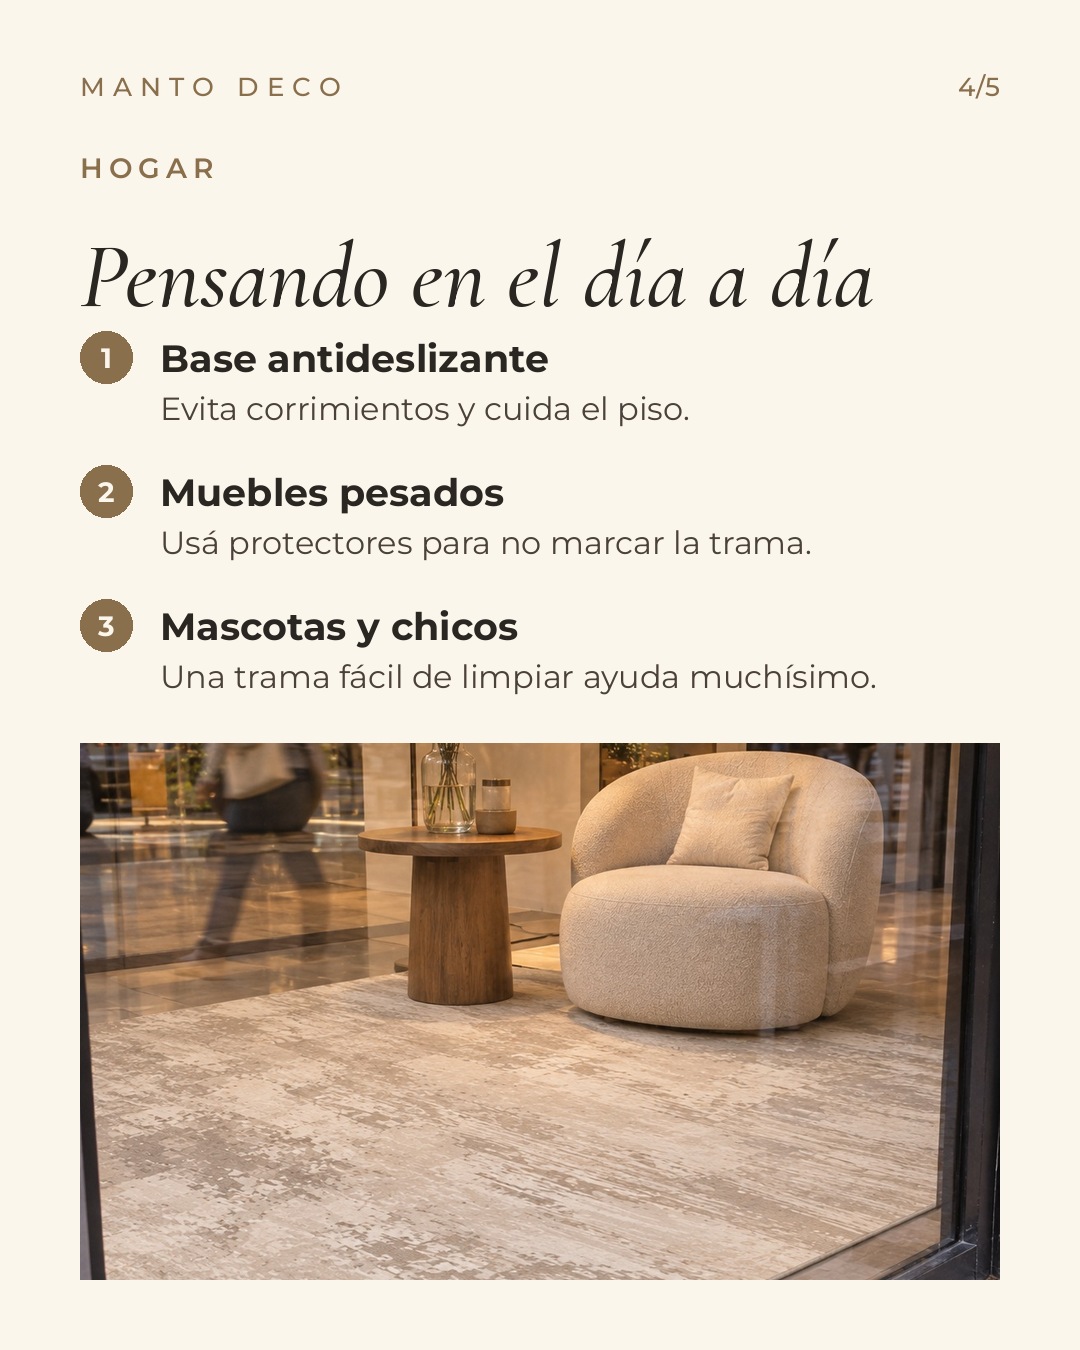 MANTO DECO
4/5
HOGAR
Pensando en el día a día
1 Base antideslizante
Evita corrimientos y cuida el piso.
2 Muebles pesados
Usá protectores para no marcar la trama.
3 Mascotas y chicos
Una trama fácil de limpiar ayuda muchísimo.